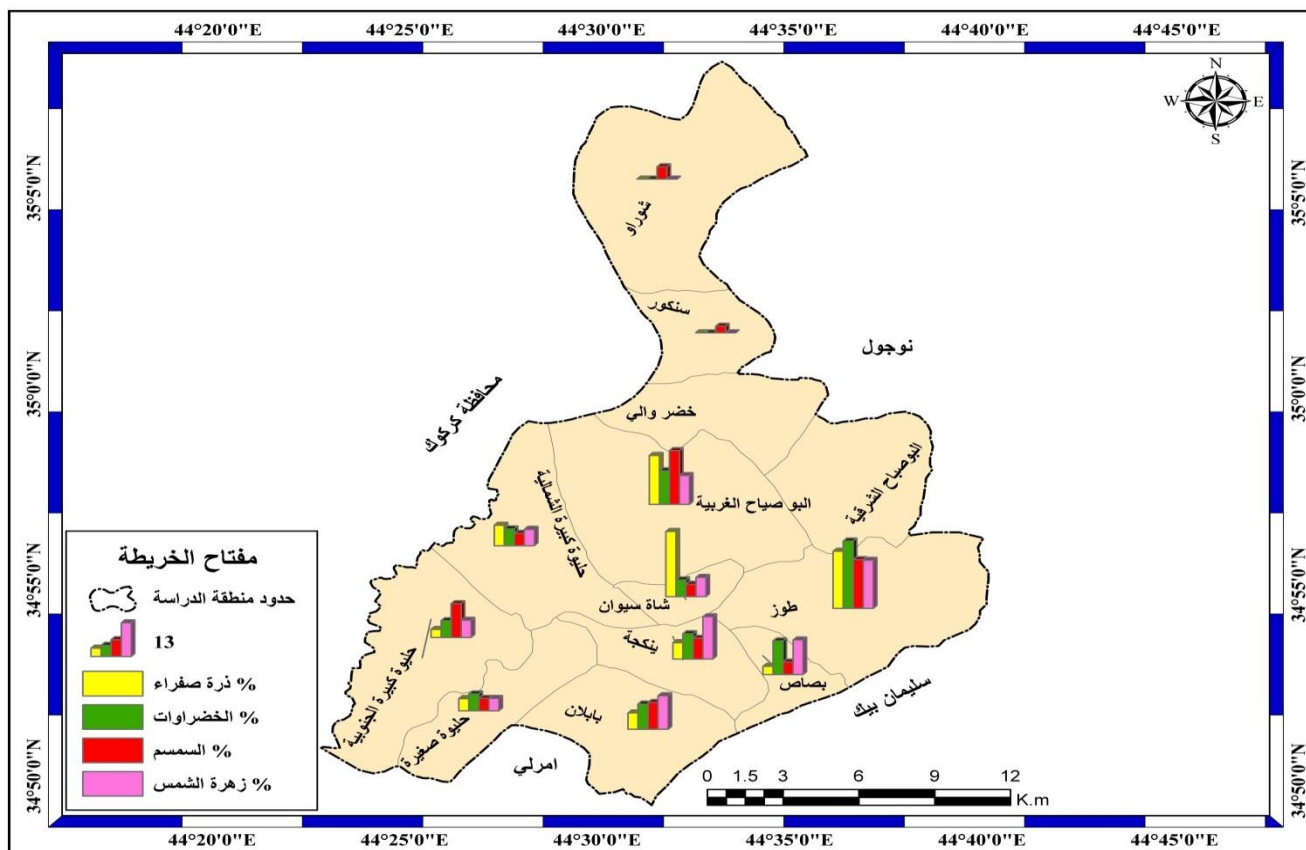 44°20'0"E 44°25'0"E 44°30'0"E 44°35'0"E 44°40'0"E 44°45'0"E
N
W E
S
35°5'0"N 35°5'0"N
شوراو
سنكور
نوجول
35°0'0"N 35°0'0"N
محافظة كركوك
خضر والي
البوصباح الشرقية
البو صياح الغربية
حليوة كبيرة الشمالية
34°55'0"N 34°55'0"N
شاة سيوان
طوز
ينكجة
بصاص
سليمان بيك
حليوة كبيرة الجنوبية
حليوة صغيرة
بابلان
امرلي
34°50'0"N 34°50'0"N
مفتاح الخريطة
حدود منطقة الدراسة
13
ذرة صفراء %
الخضراوات %
السمسم %
زهرة الشمس %
0 1.5 3 6 9 12
K.m
44°20'0"E 44°25'0"E 44°30'0"E 44°35'0"E 44°40'0"E 44°45'0"E